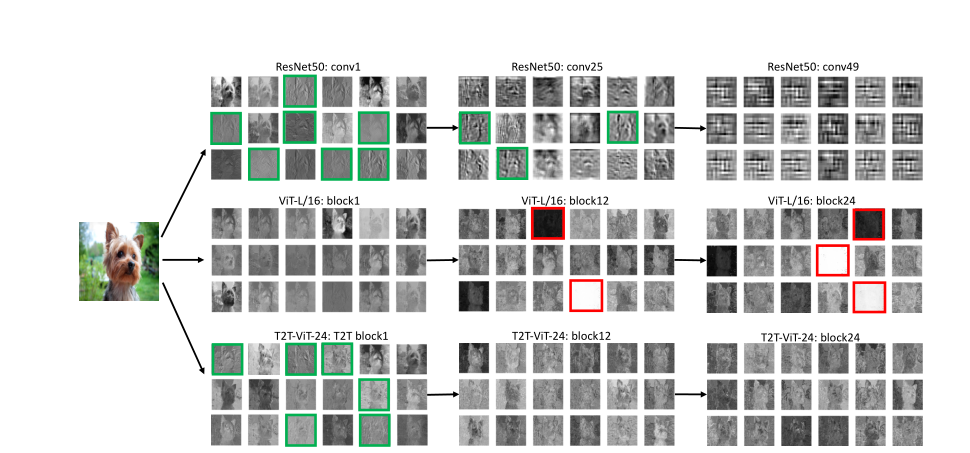 ResNet50: conv1
ResNet50: conv25
ResNet50: conv49
ViT-L/16: block1
ViT-L/16: block12
ViT-L/16: block24
T2T-ViT-24: T2T block1
T2T-ViT-24: block12
T2T-ViT-24: block24